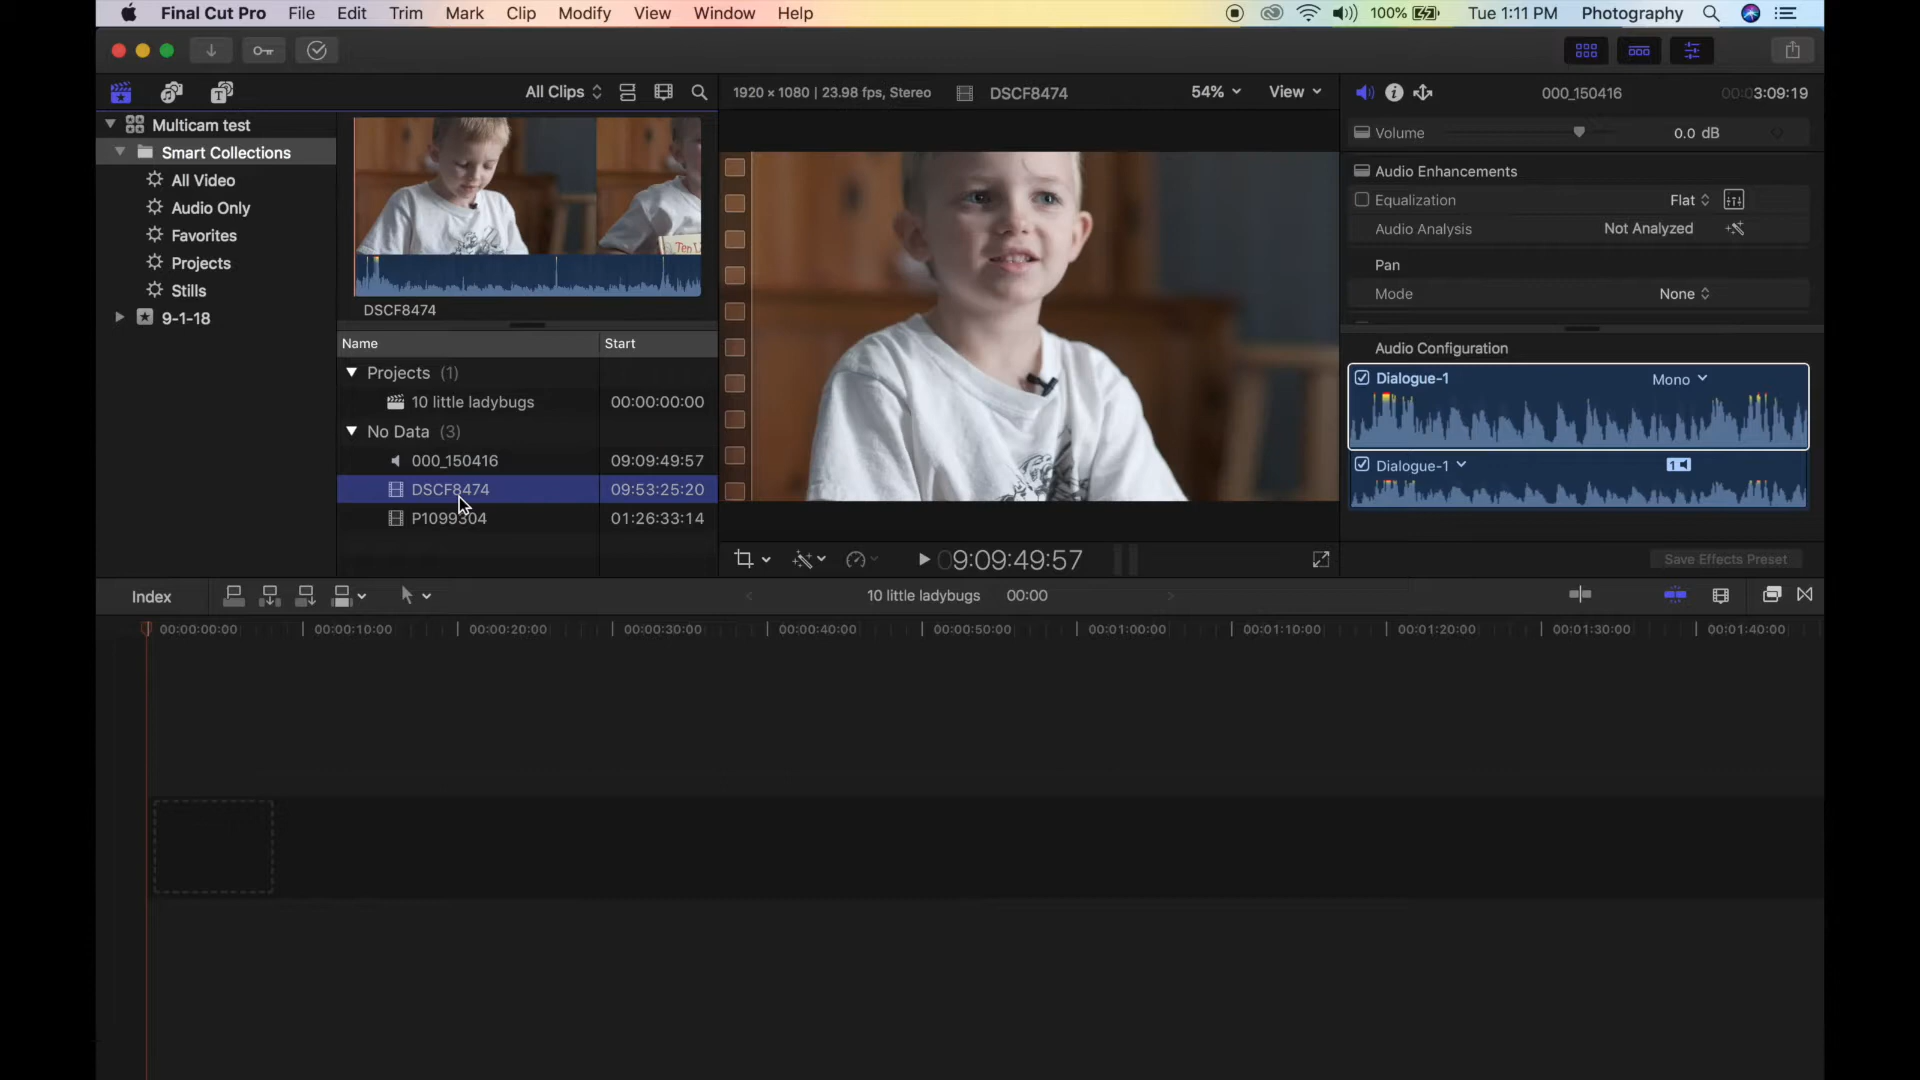 Final Cut Pro File Edit Trim Mark Clip Modify View Window Help 100% Tue 1:11 PM Photography
All Clips 1920 × 1080 | 23.98 fps, Stereo DSCF8474 54% View 000_150416 00:03:09:19
Multicam test
Smart Collections
All Video
Audio Only
Favorites
Projects
Stills
9-1-18
Ten Li
DSCF8474
Name Start
Projects (1)
10 little ladybugs 00:00:00:00
No Data (3)
000_150416 09:09:49:57
DSCF8474 09:53:25:20
P1099304 01:26:33:14
09:09:49:57
Volume 0.0 dB
Audio Enhancements
Equalization Flat
Audio Analysis Not Analyzed
Pan
Mode None
Audio Configuration
Dialogue-1 Mono
Dialogue-1 1
Save Effects Preset
Index 10 little ladybugs 00:00
00:00:00:00 00:00:10:00 00:00:20:00 00:00:30:00 00:00:40:00 00:00:50:00 00:01:00:00 00:01:10:00 00:01:20:00 00:01:30:00 00:01:40:00